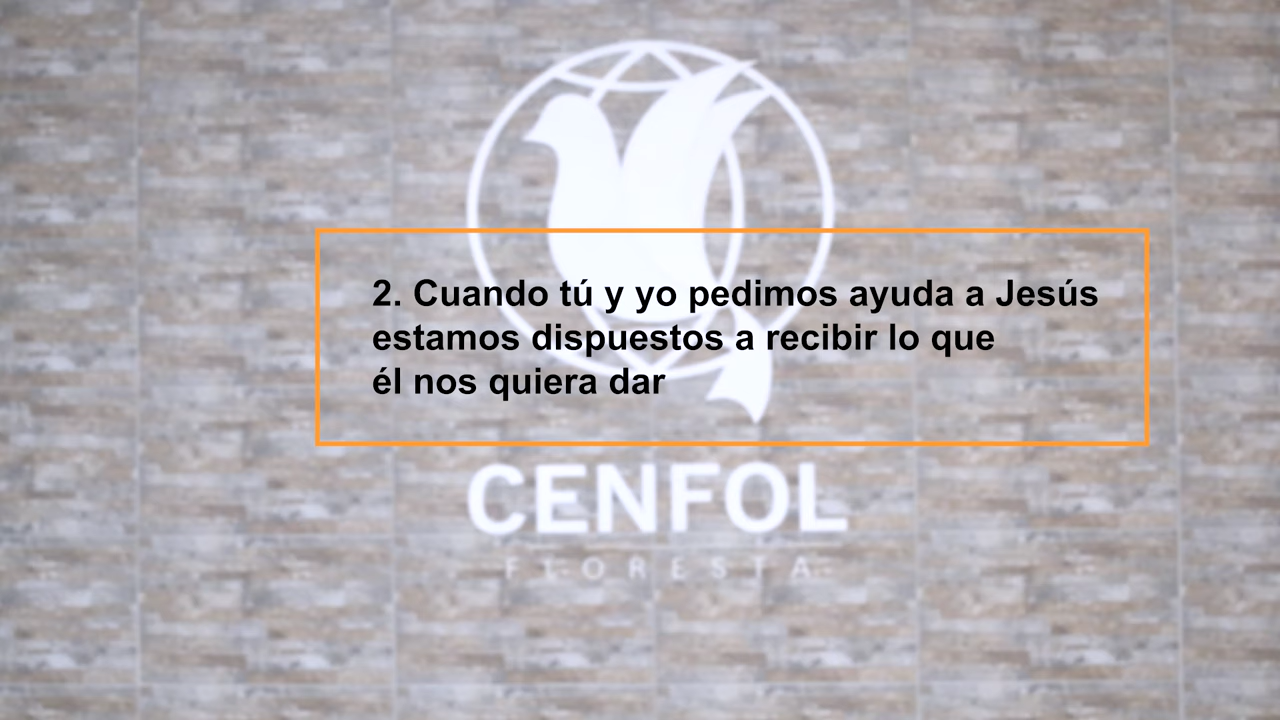 2. Cuando tú y yo pedimos ayuda a Jesús
estamos dispuestos a recibir lo que
él nos quiera dar
CENFOL
FLORESTA